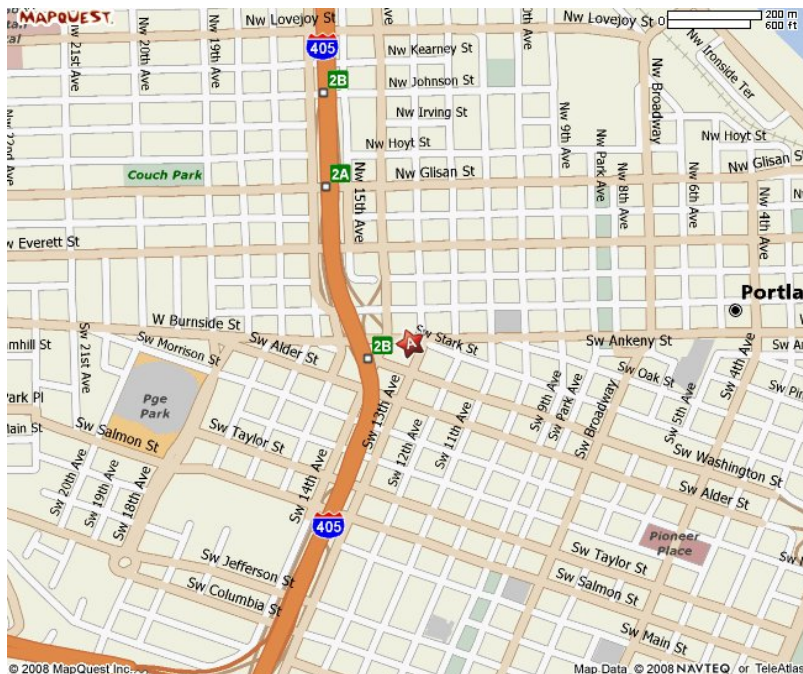 MAPQUEST.
Nw Lovejoy St
Nw Lovejoy St
0
200 m
600 ft
405
Nw 21st Ave
Nw 20th Ave
Nw 19th Ave
Nw Kearney St
2B
Nw Johnson St
Nw Irving St
Nw Hoyt St
Nw Glisan St
Nw Broadway
Nw Ironside Ter
Nw Hoyt St
Nw Glisan St
Nw 9th Ave
Nw Park Ave
Nw 8th Ave
Nw 6th Ave
Nw 4th Ave
Couch Park
2A
Nw 15th Ave
Everett St
Portla
W Burnside St
2B
A
Sw Stark St
Sw Ankeny St
Sw Morrison St
Sw Alder St
Sw 21st Ave
Pge
Park
Park Pl
Sw Salmon St
Sw Taylor St
Sw 13th Ave
Sw 12th Ave
Sw 11th Ave
Sw 9th Ave
Sw Park Ave
Sw Broadway
Sw Oak St
Sw 5th Ave
Sw 4th Ave
Sw Washington St
Sw Alder St
Sw 20th Ave
Sw 19th Ave
Sw 18th Ave
Sw 14th Ave
405
Pioneer
Place
Sw Jefferson St
Sw Columbia St
Sw Taylor St
Sw Salmon St
Sw Main St
© 2008 MapQuest Inc.
Map Data © 2008 NAVTEQ or TeleAtlas